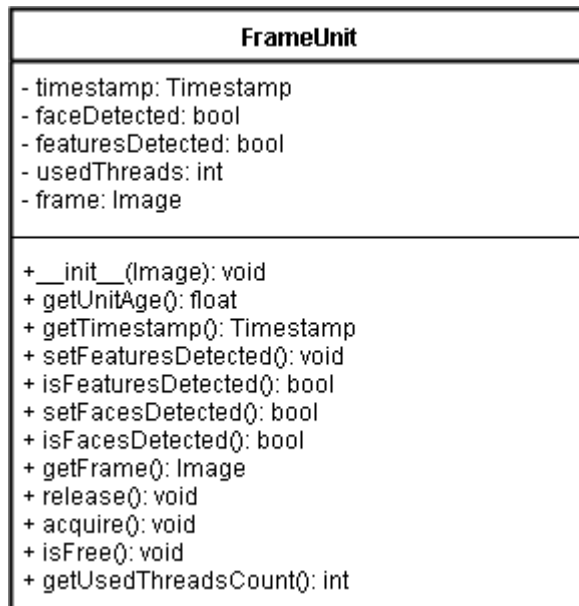 FrameUnit
- timestamp: Timestamp
- faceDetected: bool
- featuresDetected: bool
- usedThreads: int
- frame: Image
+__init__(Image): void
+ getUnitAge(): float
+ getTimestamp(): Timestamp
+ setFeaturesDetected(): void
+ isFeaturesDetected(): bool
+ setFacesDetected(): bool
+ isFacesDetected(): bool
+ getFrame(): Image
+ release(): void
+ acquire(): void
+ isFree(): void
+ getUsedThreadsCount(): int